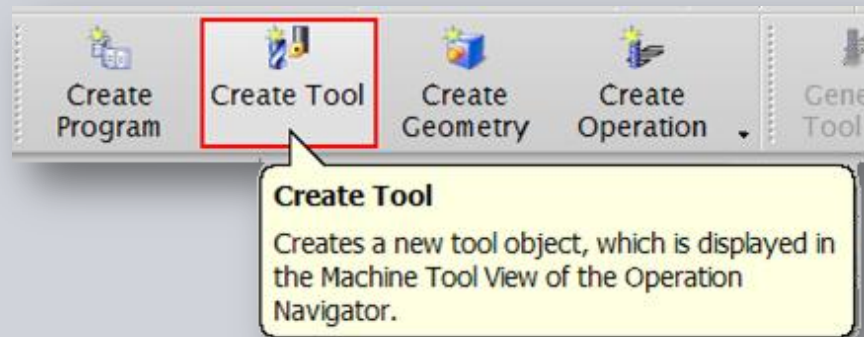 Create Program
Create Tool
Create Geometry
Create Operation
Create Tool
Creates a new tool object, which is displayed in
the Machine Tool View of the Operation
Navigator.